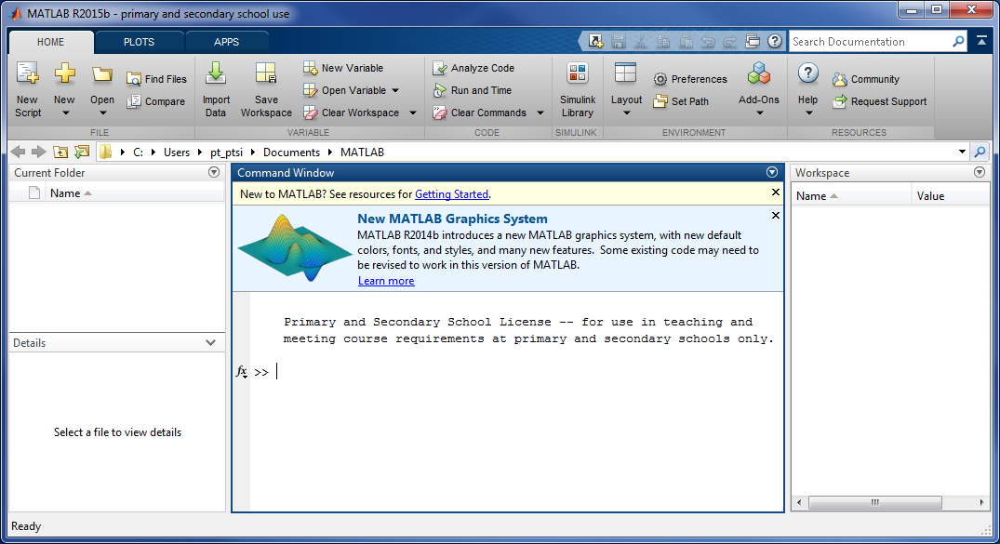 MATLAB R2015b - primary and secondary school use
HOME PLOTS APPS
Search Documentation
New Script
New
Open
Find Files
Compare
FILE
Import Data
Save Workspace
New Variable
Open Variable
Clear Workspace
VARIABLE
Analyze Code
Run and Time
Clear Commands
CODE
Simulink Library
SIMULINK
Layout
Preferences
Set Path
Add-Ons
ENVIRONMENT
Help
Community
Request Support
RESOURCES
C: Users pt_ptsi Documents MATLAB
Current Folder
Name
Details
Select a file to view details
Command Window
New to MATLAB? See resources for Getting Started.
New MATLAB Graphics System
MATLAB R2014b introduces a new MATLAB graphics system, with new default
colors, fonts, and styles, and many new features. Some existing code may need to
be revised to work in this version of MATLAB.
Learn more
Primary and Secondary School License -- for use in teaching and
meeting course requirements at primary and secondary schools only.
fx >>
Workspace
Name Value
Ready